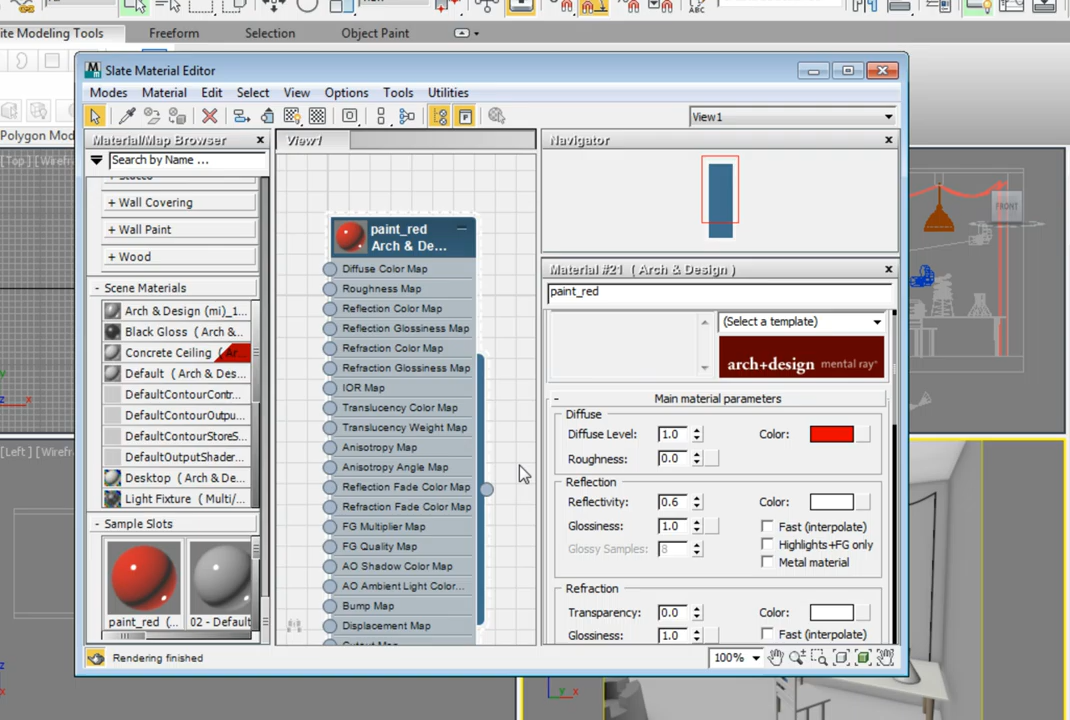 ite Modeling Tools Freeform Selection Object Paint
Slate Material Editor
Modes Material Edit Select View Options Tools Utilities
View1
Material/Map Browser
View1
Navigator
Polygon Mod
Search by Name ...
[Top] [Wirefr
+ Wall Covering
+ Wall Paint
+ Wood
FRONT
paint_red
Arch & De...
Material #21 ( Arch & Design )
paint_red
Diffuse Color Map
Roughness Map
Reflection Color Map
Reflection Glossiness Map
Refraction Color Map
Refraction Glossiness Map
IOR Map
Translucency Color Map
Translucency Weight Map
Anisotropy Map
Anisotropy Angle Map
Reflection Fade Color Map
Refraction Fade Color Map
FG Multiplier Map
FG Quality Map
AO Shadow Color Map
AO Ambient Light Color...
Bump Map
Displacement Map
- Scene Materials
Arch & Design (mi)_1...
Black Gloss ( Arch &...
Concrete Ceiling ( Ar...
Default ( Arch & Des...
DefaultContourContr...
DefaultContourOutpu...
DefaultContourStoreS...
DefaultOutputShader...
Desktop ( Arch & De...
Light Fixture ( Multi/...
- Sample Slots
paint_red (... 02 - Default
(Select a template)
arch+design mental ray®
- Main material parameters
Diffuse
Diffuse Level: 1.0 Color:
Roughness: 0.0
Reflection
Reflectivity: 0.6 Color:
Glossiness: 1.0 Fast (interpolate)
Glossy Samples: 8 Highlights+FG only
Metal material
Refraction
Transparency: 0.0 Color:
Glossiness: 1.0 Fast (interpolate)
[Left] [Wirefr
Rendering finished
100%
x
z
y x